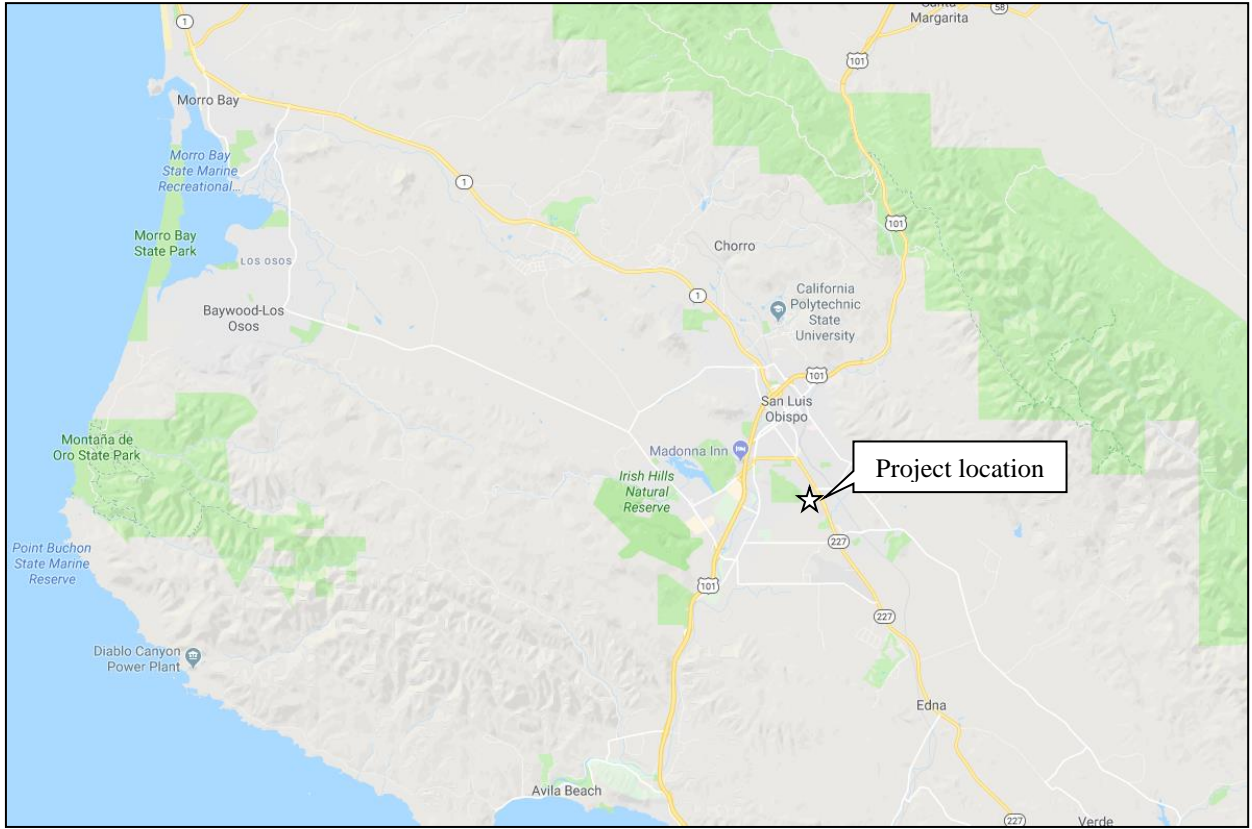 Santa
Margarita
58
1
101
Morro Bay
Morro Bay
State Marine
Recreational...
1
Morro Bay
State Park
101
Chorro
LOS OSOS
California
Polytechnic
State
University
1
Baywood-Los
Osos
101
San Luis
Obispo
Montaña de
Oro State Park
Madonna Inn
Project location
Irish Hills
Natural
Reserve
227
Point Buchon
State Marine
Reserve
101
227
Diablo Canyon
Power Plant
Edna
Avila Beach
227
Verde